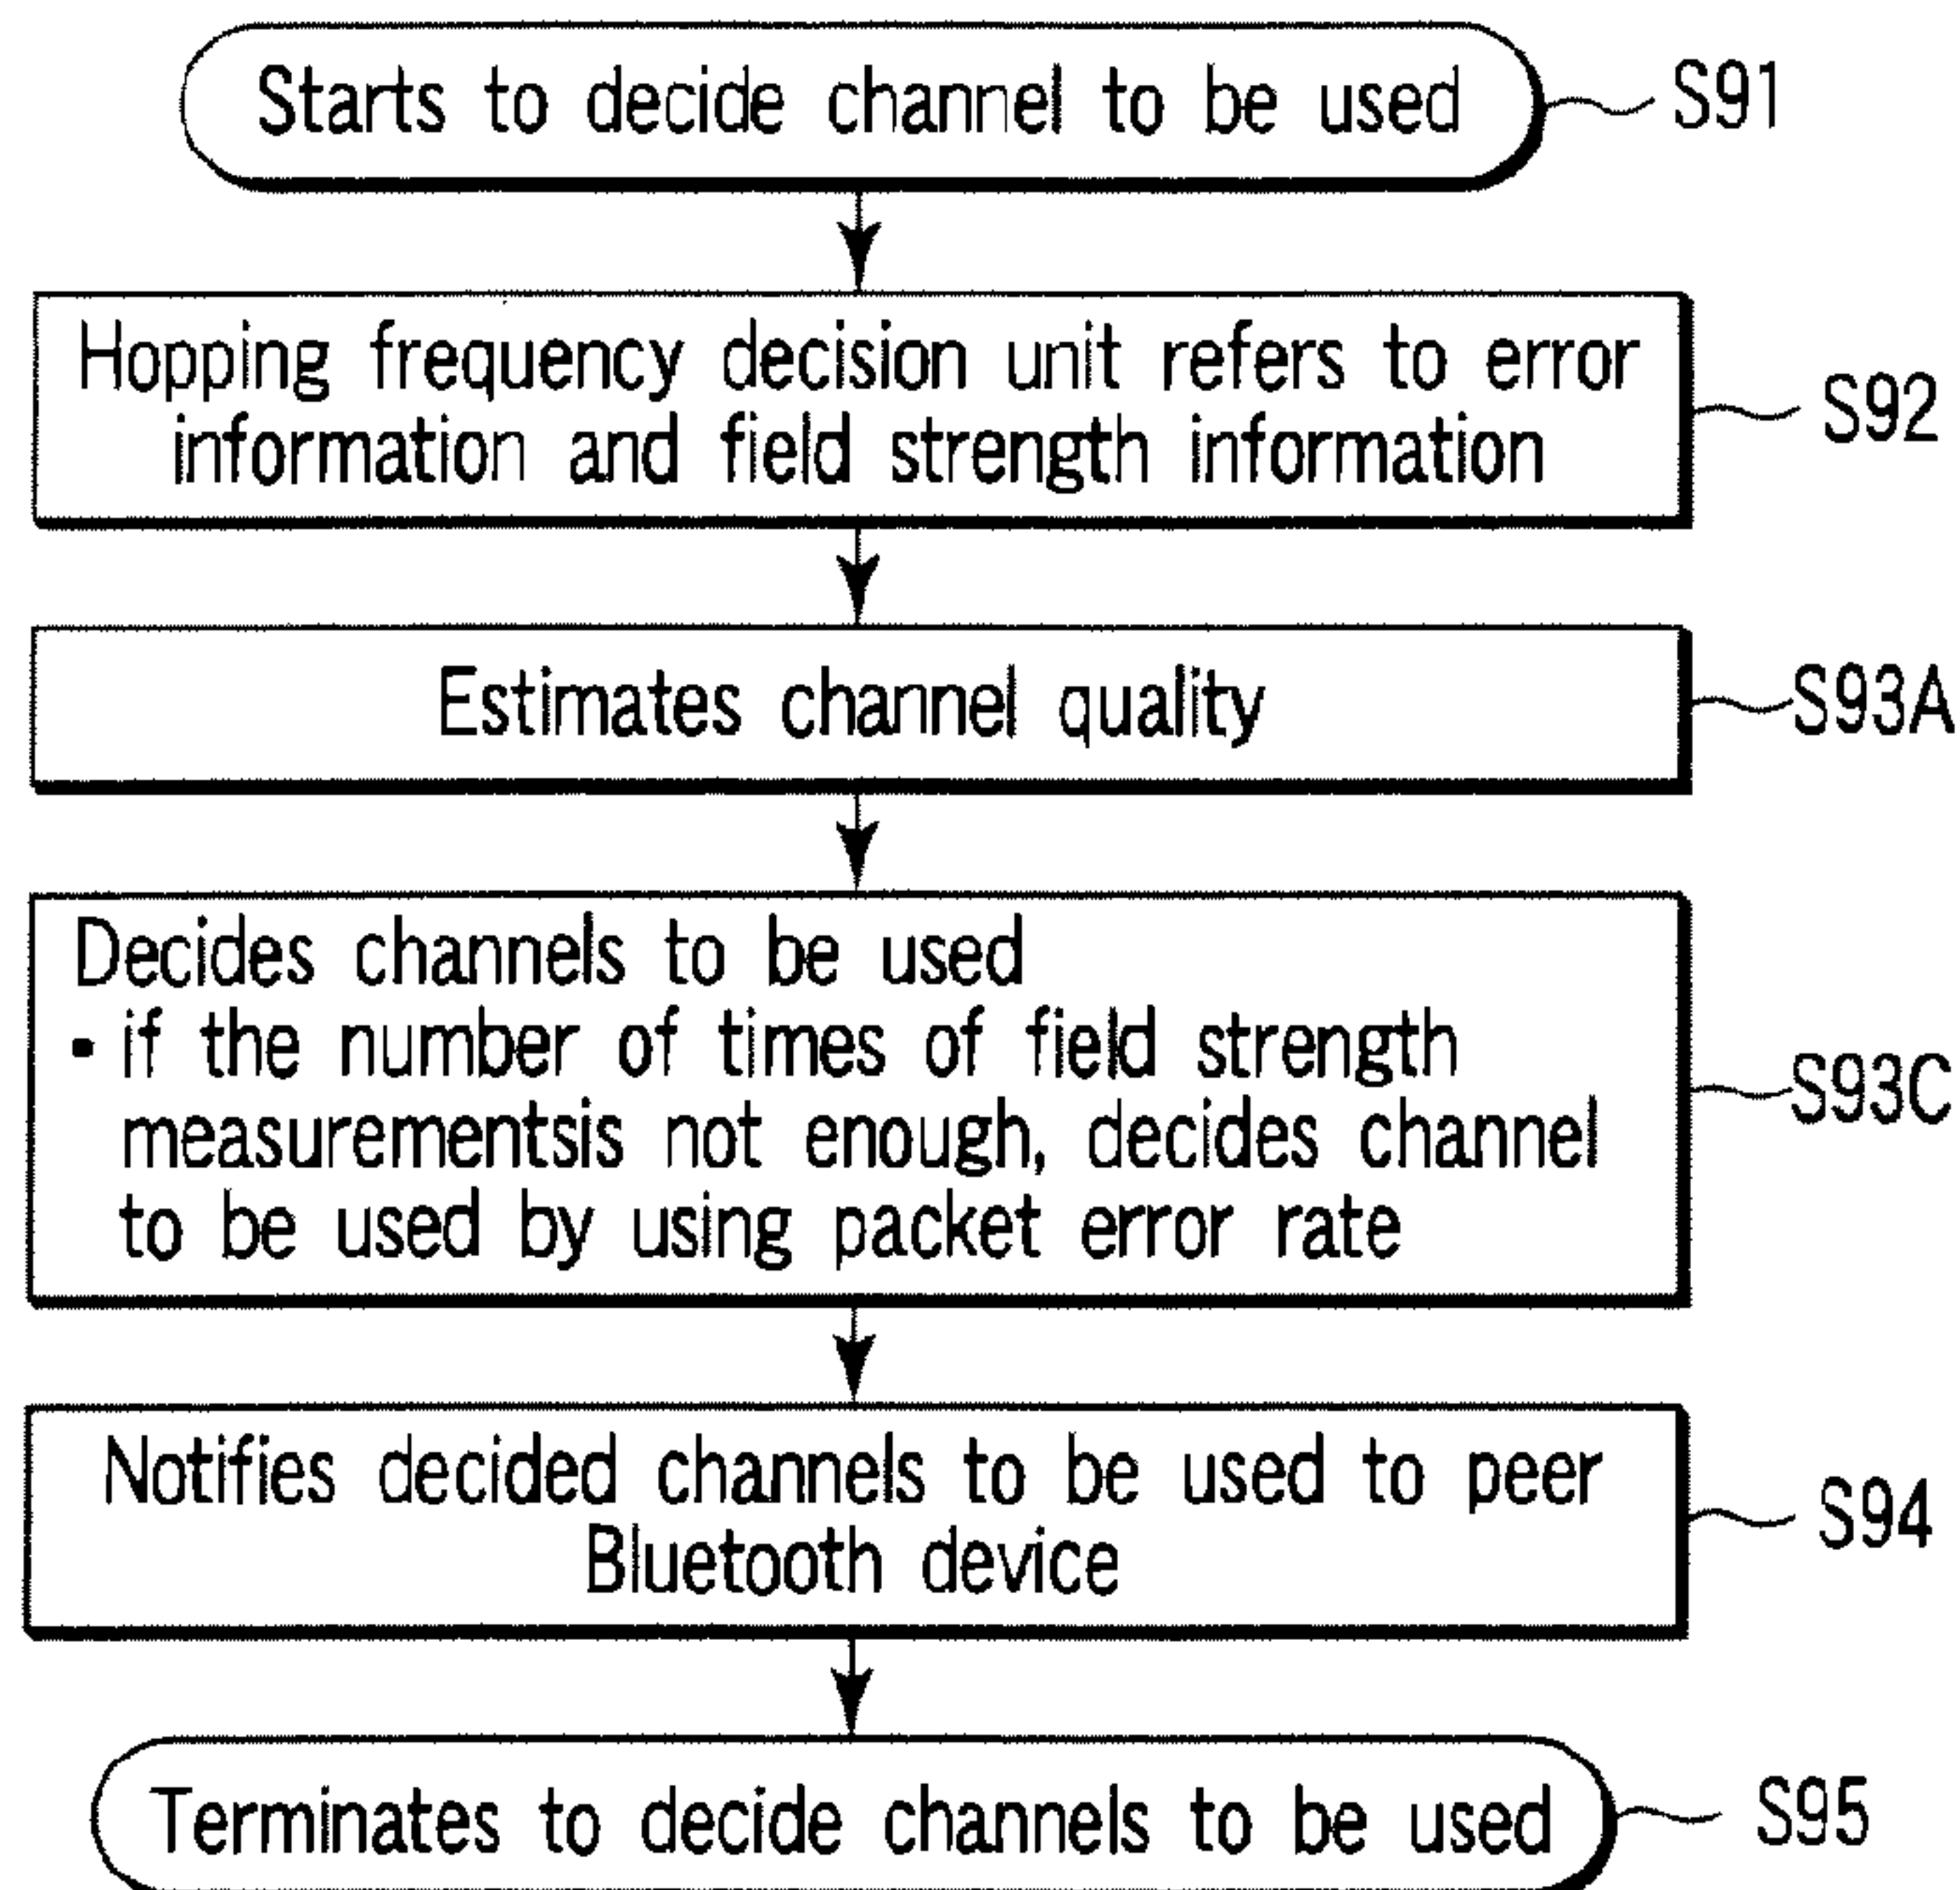 Starts to decide channel to be used
S91
Hopping frequency decision unit refers to error
information and field strength information
S92
Estimates channel quality
S93A
Decides channels to be used
• if the number of times of field strength
measurementsis not enough, decides channel
to be used by using packet error rate
S93C
Notifies decided channels to be used to peer
Bluetooth device
S94
Terminates to decide channels to be used
S95